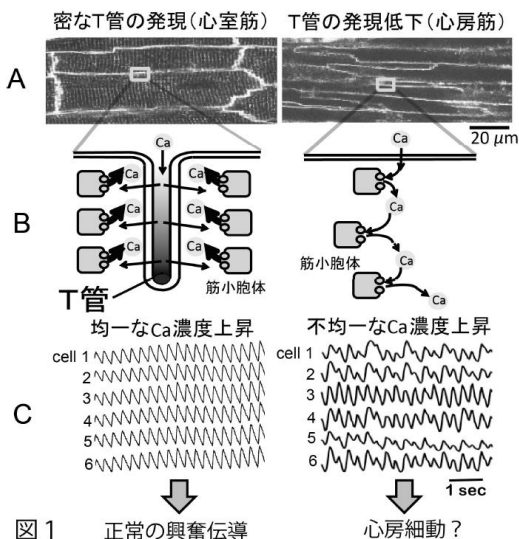 密なT管の発現(心室筋)
T管の発現低下(心房筋)
A
20 μm
B
Ca
Ca Ca
Ca Ca
Ca Ca
T管
筋小胞体
Ca
Ca
Ca
Ca
筋小胞体
均一なCa濃度上昇
不均一なCa濃度上昇
C
cell 1
2
3
4
5
6
cell 1
2
3
4
5
6
1 sec
図1
正常の興奮伝導
心房細動?